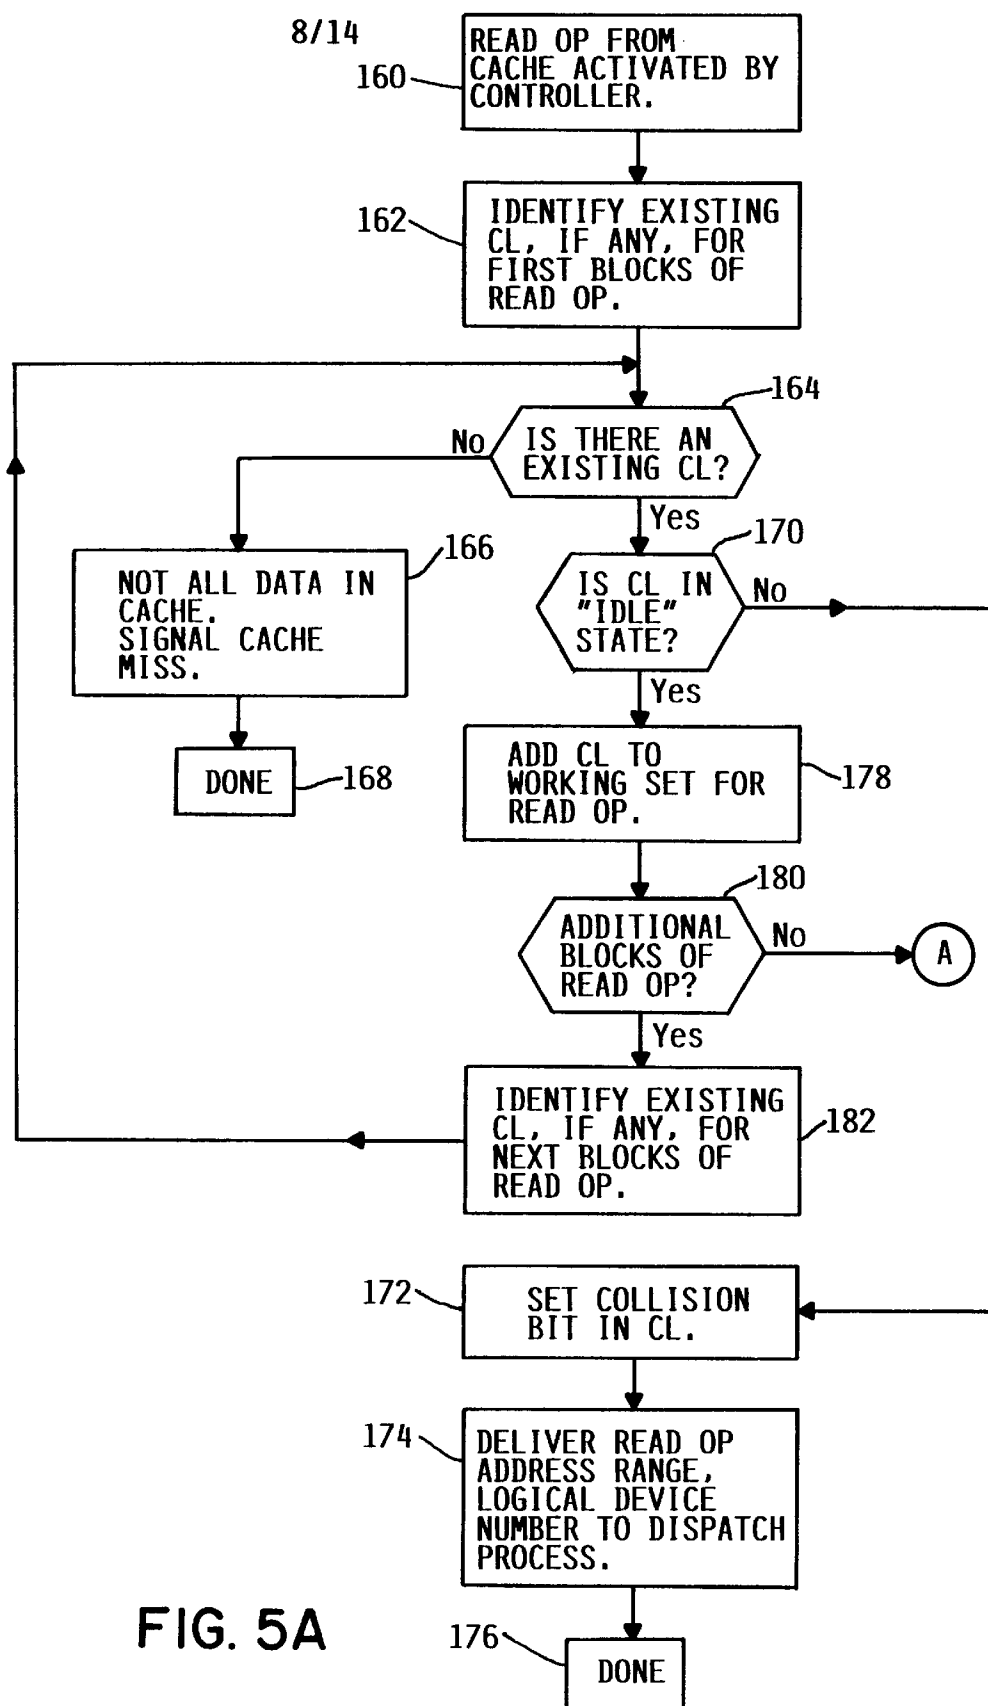 8/14
READ OP FROM
CACHE ACTIVATED BY
CONTROLLER.
160
IDENTIFY EXISTING
CL, IF ANY, FOR
FIRST BLOCKS OF
READ OP.
162
164
IS THERE AN
EXISTING CL?
No
Yes
166
NOT ALL DATA IN
CACHE.
SIGNAL CACHE
MISS.
170
IS CL IN
"IDLE"
STATE?
No
Yes
DONE
168
ADD CL TO
WORKING SET FOR
READ OP.
178
180
ADDITIONAL
BLOCKS OF
READ OP?
No
A
Yes
IDENTIFY EXISTING
CL, IF ANY, FOR
NEXT BLOCKS OF
READ OP.
182
172
SET COLLISION
BIT IN CL.
174
DELIVER READ OP
ADDRESS RANGE,
LOGICAL DEVICE
NUMBER TO DISPATCH
PROCESS.
FIG. 5A
176
DONE